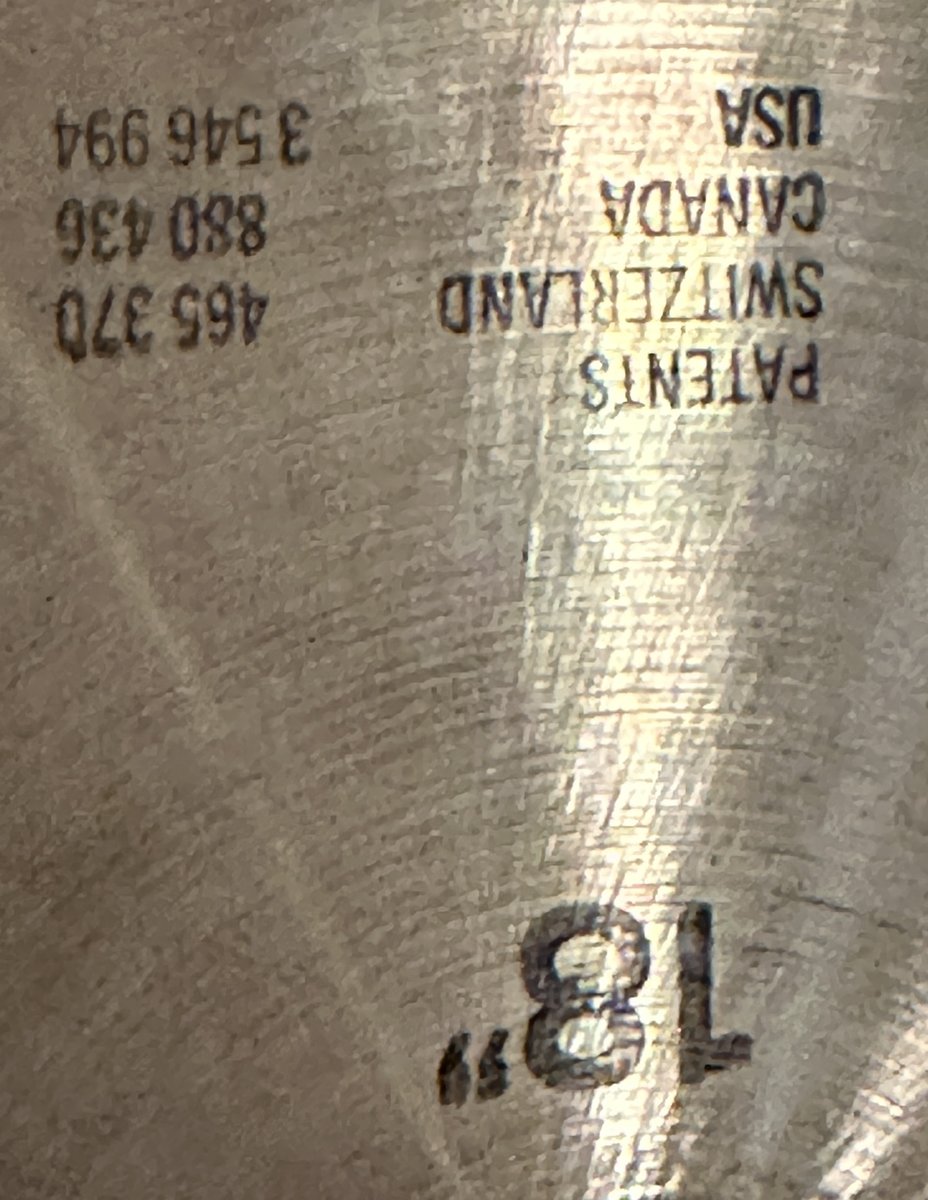 18"
PATENTS
SWITZERLAND 465 370
CANADA 880 436
USA 3 546 994